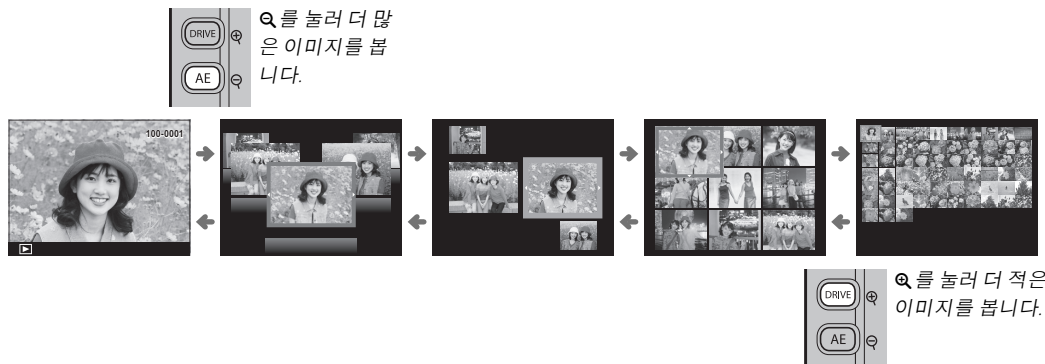 DRIVE
AE
를 눌러 더 많
은 이미지를 봅
니다.
100-0001
DRIVE
AE
를 눌러 더 적은
이미지를 봅니다.